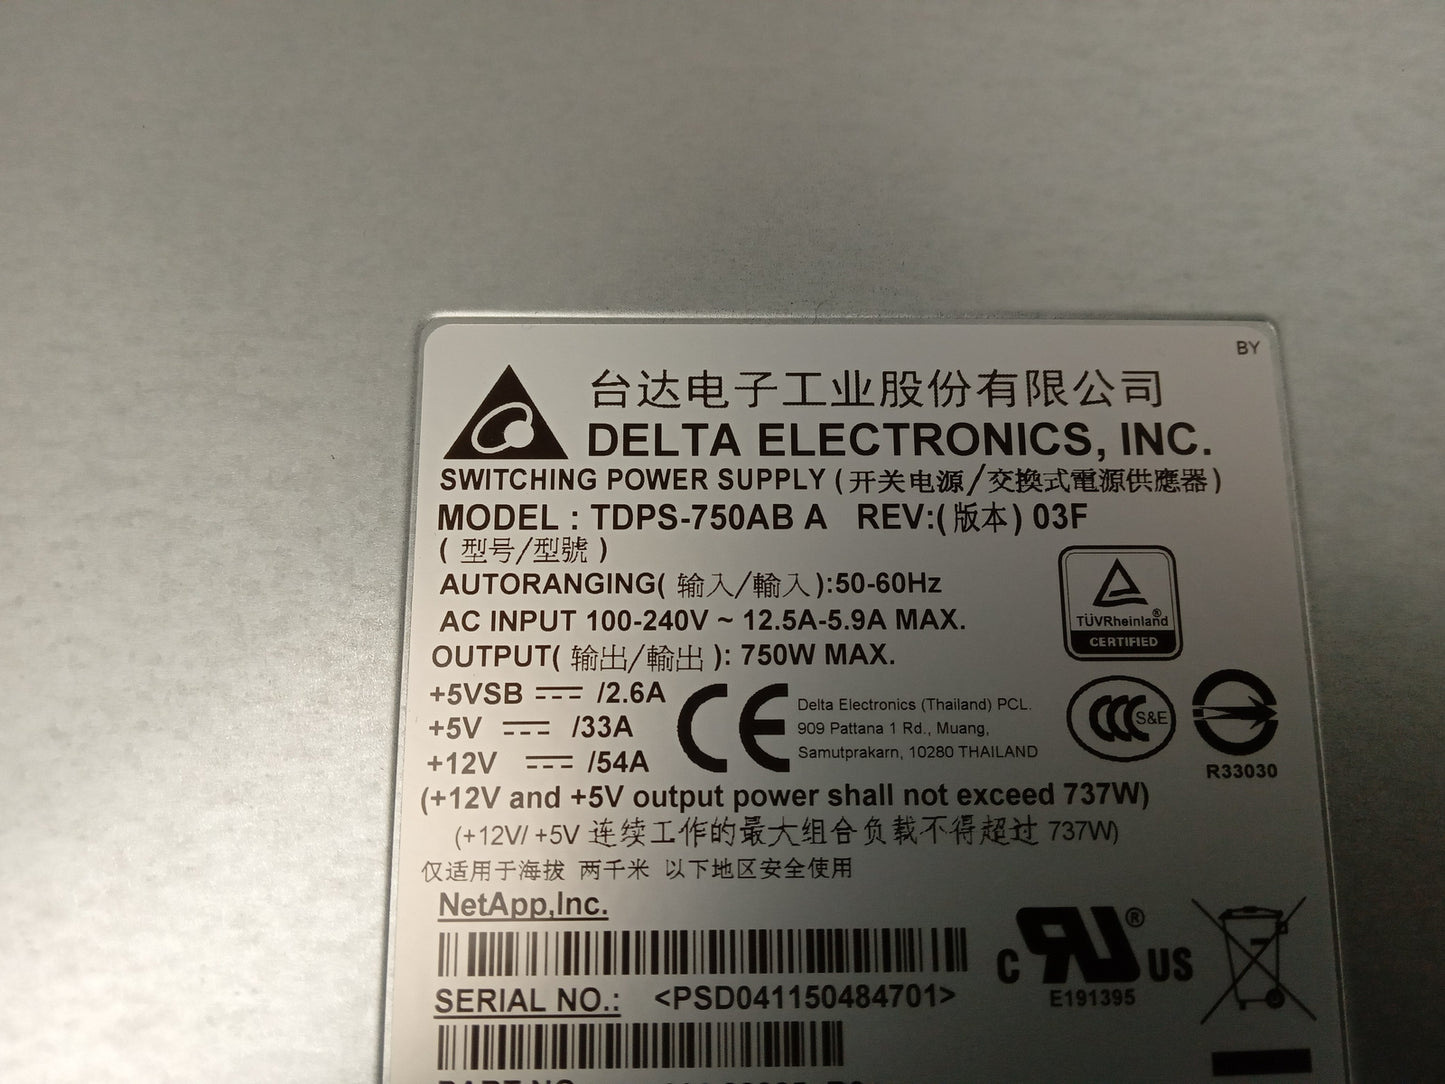 BY
台达电子工业股份有限公司
DELTA ELECTRONICS, INC.
SWITCHING POWER SUPPLY (开关电源/交換式電源供應器)
MODEL : TDPS-750AB A REV:(版本) 03F
(型号/型號)
AUTORANGING(输入/輸入):50-60Hz
AC INPUT 100-240V ~ 12.5A-5.9A MAX.
OUTPUT(输出/輸出): 750W MAX.
TÜVRheinland®
CERTIFIED
+5VSB ⎓ /2.6A
+5V ⎓ /33A
+12V ⎓ /54A
CE
Delta Electronics (Thailand) PCL.
909 Pattana 1 Rd., Muang,
Samutprakarn, 10280 THAILAND
CCC S&E
R33030
(+12V and +5V output power shall not exceed 737W)
(+12V/ +5V 连续工作的最大组合负载不得超过 737W)
仅适用于海拔 两千米 以下地区安全使用
NetApp,Inc.
SERIAL NO.: <PSD041150484701>
C RU® US
E191395